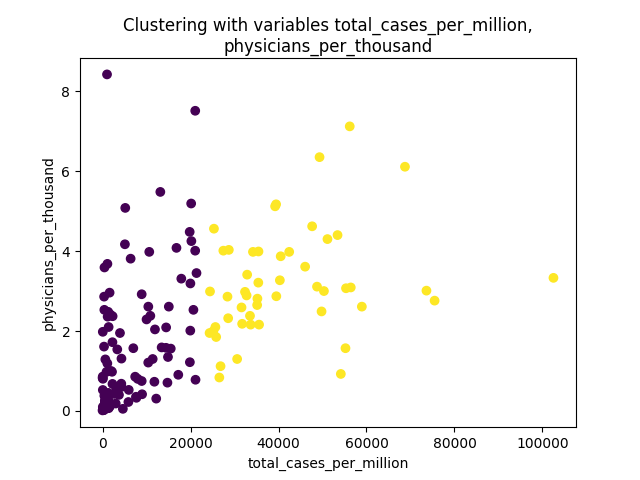 Clustering with variables total_cases_per_million,
physicians_per_thousand
8
6
4
2
0
physicians_per_thousand
0 20000 40000 60000 80000 100000
total_cases_per_million